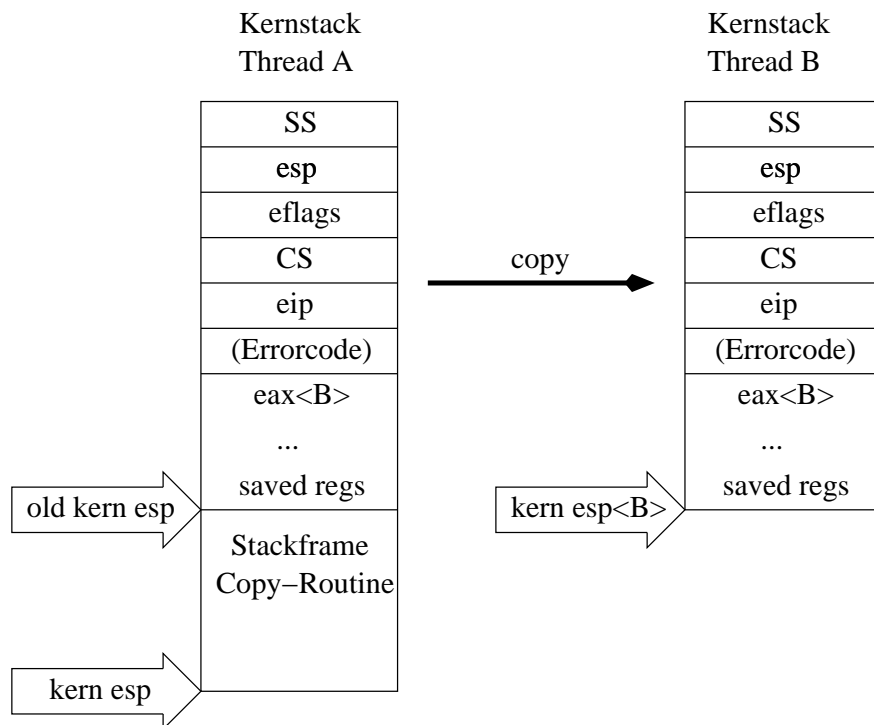 Kernstack
Thread A
SS
esp
eflags
CS
eip
(Errorcode)
eax<B>
...
saved regs
old kern esp
Stackframe
Copy−Routine
kern esp
copy
Kernstack
Thread B
SS
esp
eflags
CS
eip
(Errorcode)
eax<B>
...
saved regs
kern esp<B>